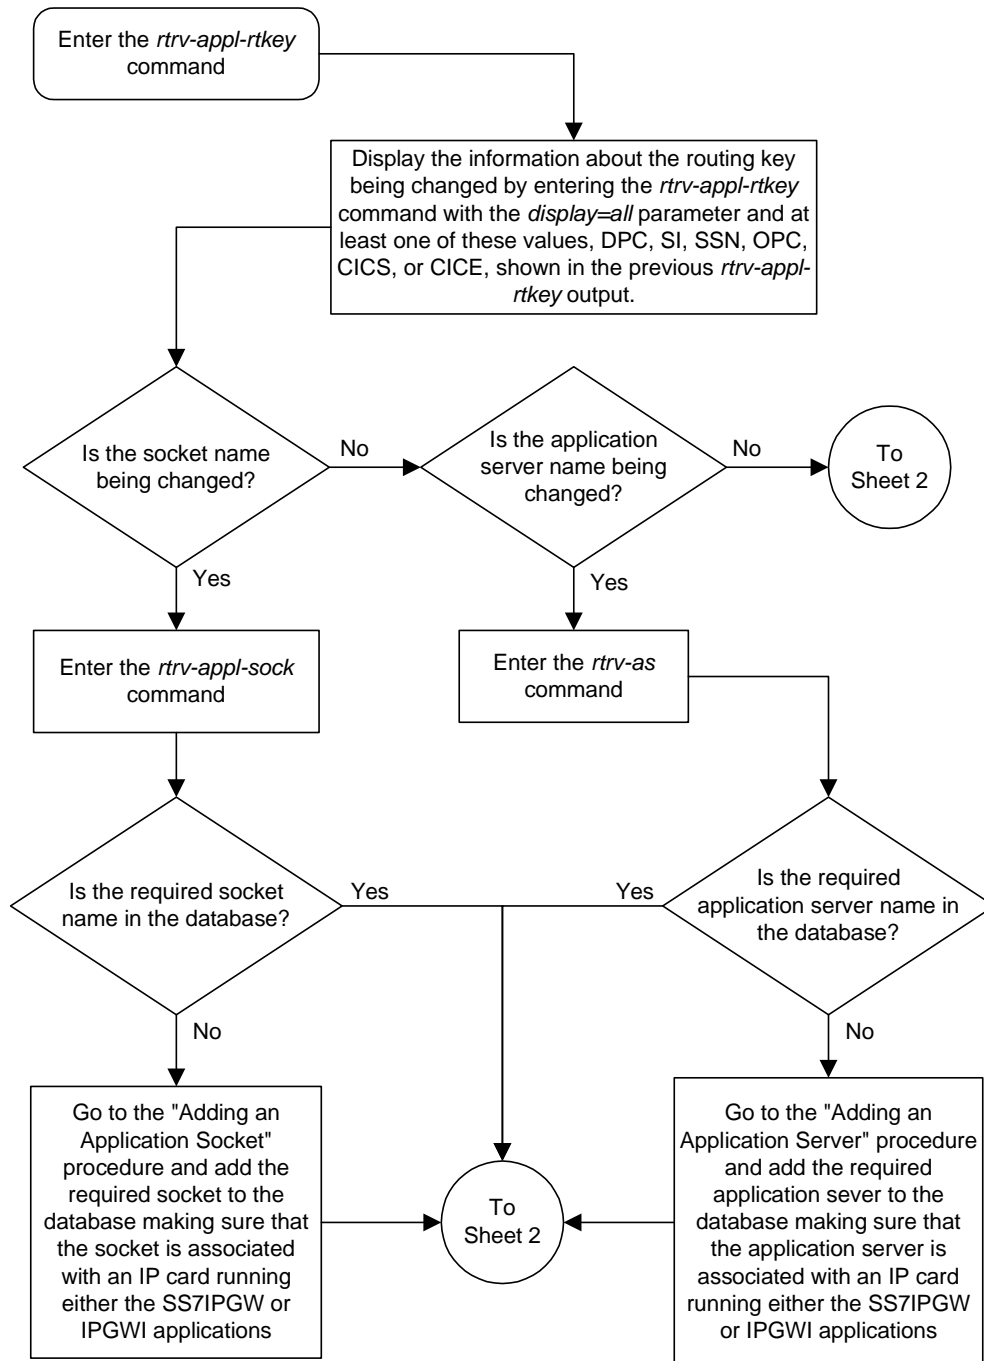 Enter the rtrv-appl-rtkey
command
Display the information about the routing key
being changed by entering the rtrv-appl-rtkey
command with the display=all parameter and at
least one of these values, DPC, SI, SSN, OPC,
CICS, or CICE, shown in the previous rtrv-appl-
rtkey output.
Is the socket name
being changed?
No
Is the application
server name being
changed?
No
To
Sheet 2
Yes
Yes
Enter the rtrv-appl-sock
command
Enter the rtrv-as
command
Is the required socket
name in the database?
Yes
Yes
Is the required
application server name in
the database?
No
No
Go to the "Adding an
Application Socket"
procedure and add the
required socket to the
database making sure that
the socket is associated
with an IP card running
either the SS7IPGW or
IPGWI applications
To
Sheet 2
Go to the "Adding an
Application Server" procedure
and add the required
application sever to the
database making sure that
the application server is
associated with an IP card
running either the SS7IPGW
or IPGWI applications